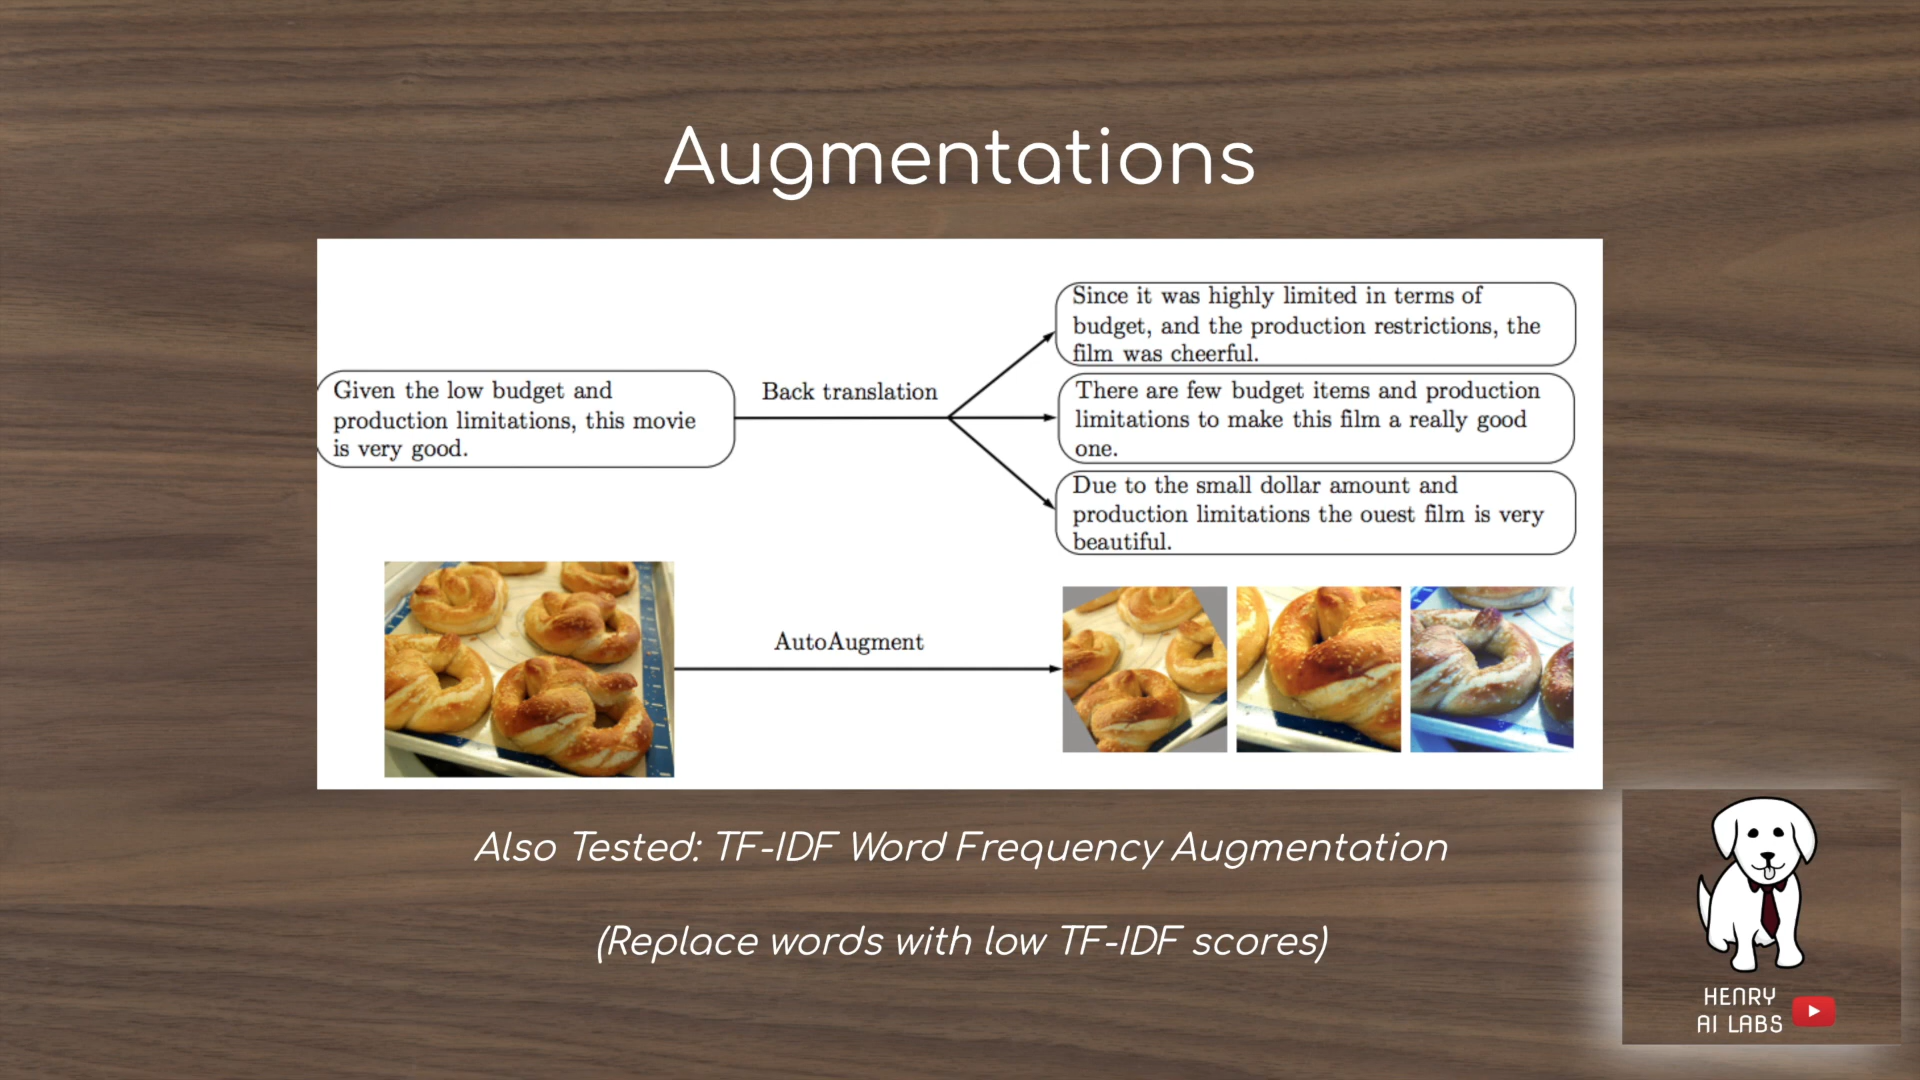 Augmentations
Given the low budget and
production limitations, this movie
is very good.
Back translation
Since it was highly limited in terms of
budget, and the production restrictions, the
film was cheerful.
There are few budget items and production
limitations to make this film a really good
one.
Due to the small dollar amount and
production limitations the ouest film is very
beautiful.
AutoAugment
Also Tested: TF-IDF Word Frequency Augmentation
(Replace words with low TF-IDF scores)
HENRY
AI LABS